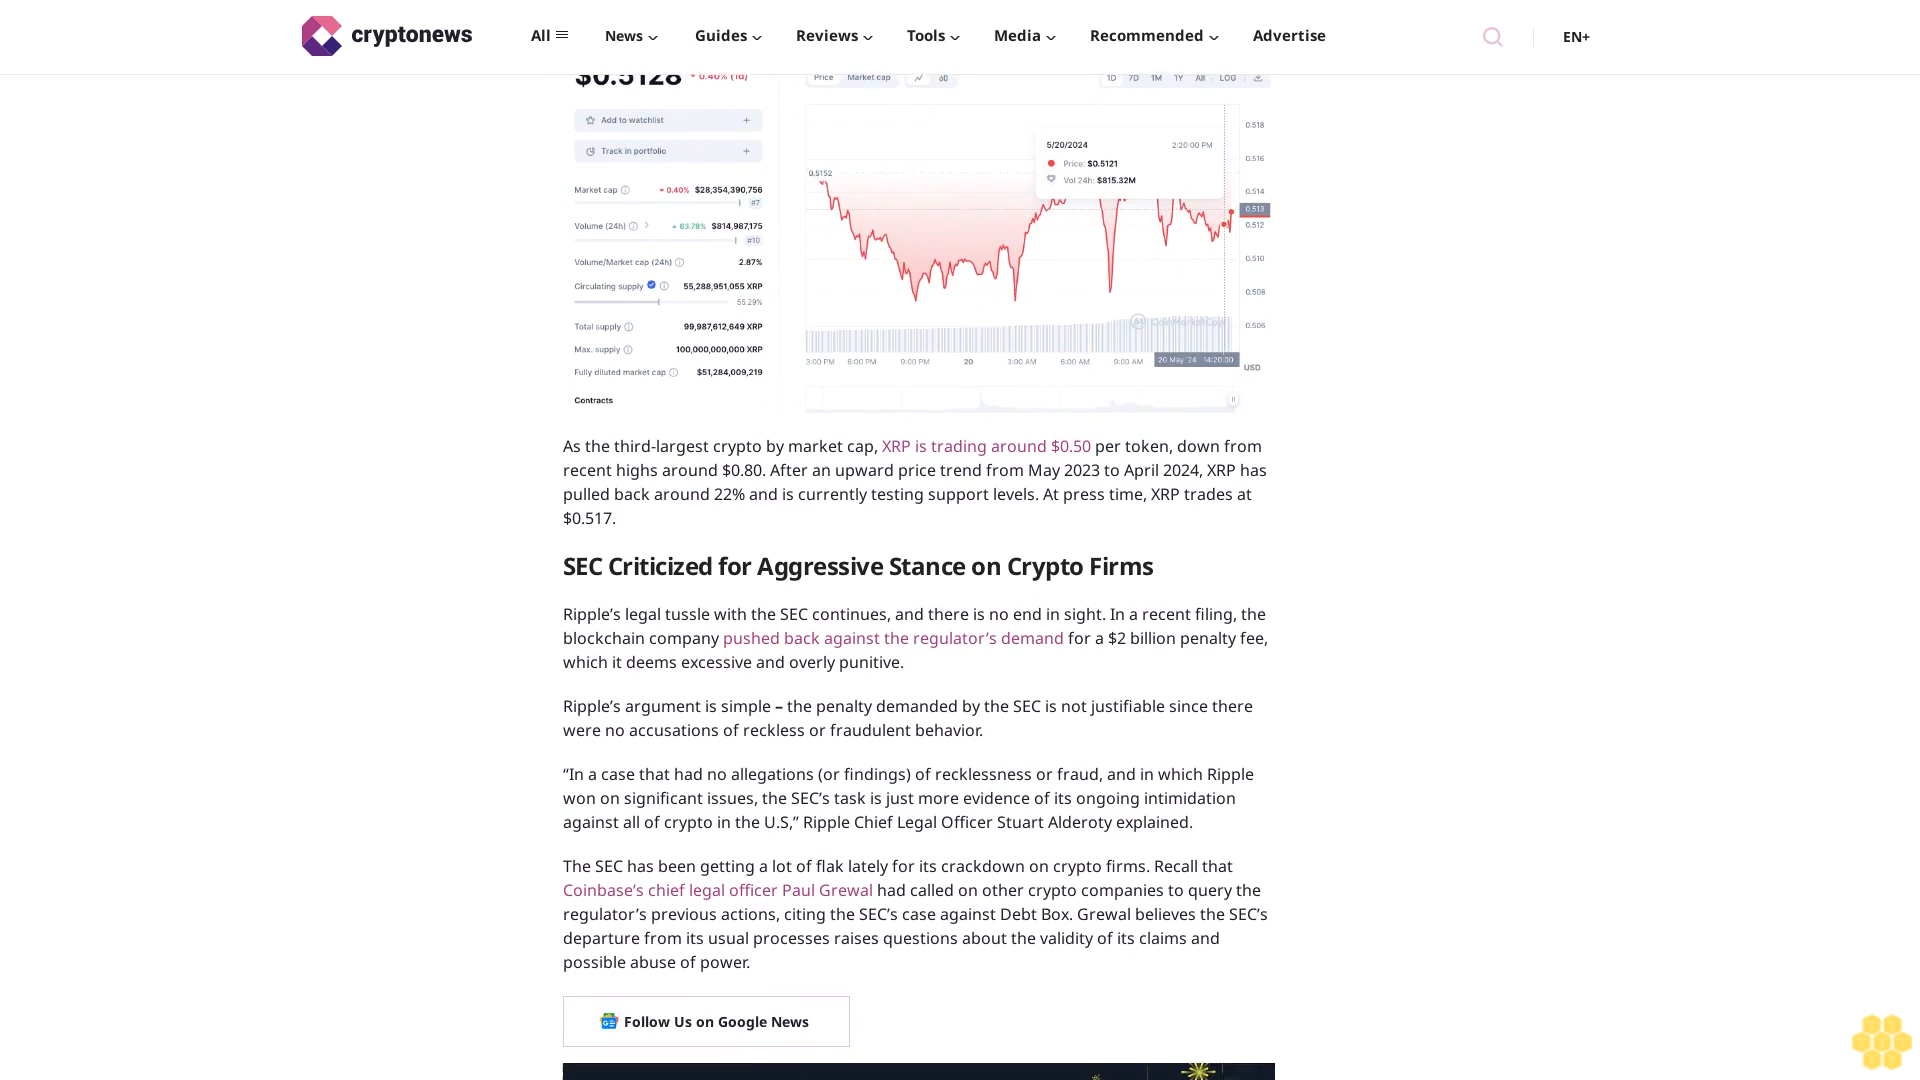 cryptonews
All
News
Guides
Reviews
Tools
Media
Recommended
Advertise
EN+
$0.5128 0.40% (1d)
Price Market cap
1D 7D 1M 1Y All LOG
Add to watchlist +
Track in portfolio +
Market cap 0.40% $28,354,390,756
#7
Volume (24h) 63.78% $814,987,175
#10
Volume/Market cap (24h) 2.87%
Circulating supply 55,288,951,055 XRP
55.29%
Total supply 99,987,612,649 XRP
Max. supply 100,000,000,000 XRP
Fully diluted market cap $51,284,009,219
Contracts
5/20/2024 2:20:00 PM
Price: $0.5121
Vol 24h: $815.32M
0.5152
0.518
0.516
0.514
0.513
0.512
0.510
0.508
0.506
CoinMarketCap
3:00 PM 6:00 PM 9:00 PM 20 3:00 AM 6:00 AM 9:00 AM 20 May '24 14:20:00
USD
As the third-largest crypto by market cap, XRP is trading around $0.50 per token, down from
recent highs around $0.80. After an upward price trend from May 2023 to April 2024, XRP has
pulled back around 22% and is currently testing support levels. At press time, XRP trades at
$0.517.
SEC Criticized for Aggressive Stance on Crypto Firms
Ripple’s legal tussle with the SEC continues, and there is no end in sight. In a recent filing, the
blockchain company pushed back against the regulator’s demand for a $2 billion penalty fee,
which it deems excessive and overly punitive.
Ripple’s argument is simple – the penalty demanded by the SEC is not justifiable since there
were no accusations of reckless or fraudulent behavior.
“In a case that had no allegations (or findings) of recklessness or fraud, and in which Ripple
won on significant issues, the SEC’s task is just more evidence of its ongoing intimidation
against all of crypto in the U.S,” Ripple Chief Legal Officer Stuart Alderoty explained.
The SEC has been getting a lot of flak lately for its crackdown on crypto firms. Recall that
Coinbase’s chief legal officer Paul Grewal had called on other crypto companies to query the
regulator’s previous actions, citing the SEC’s case against Debt Box. Grewal believes the SEC’s
departure from its usual processes raises questions about the validity of its claims and
possible abuse of power.
Follow Us on Google News